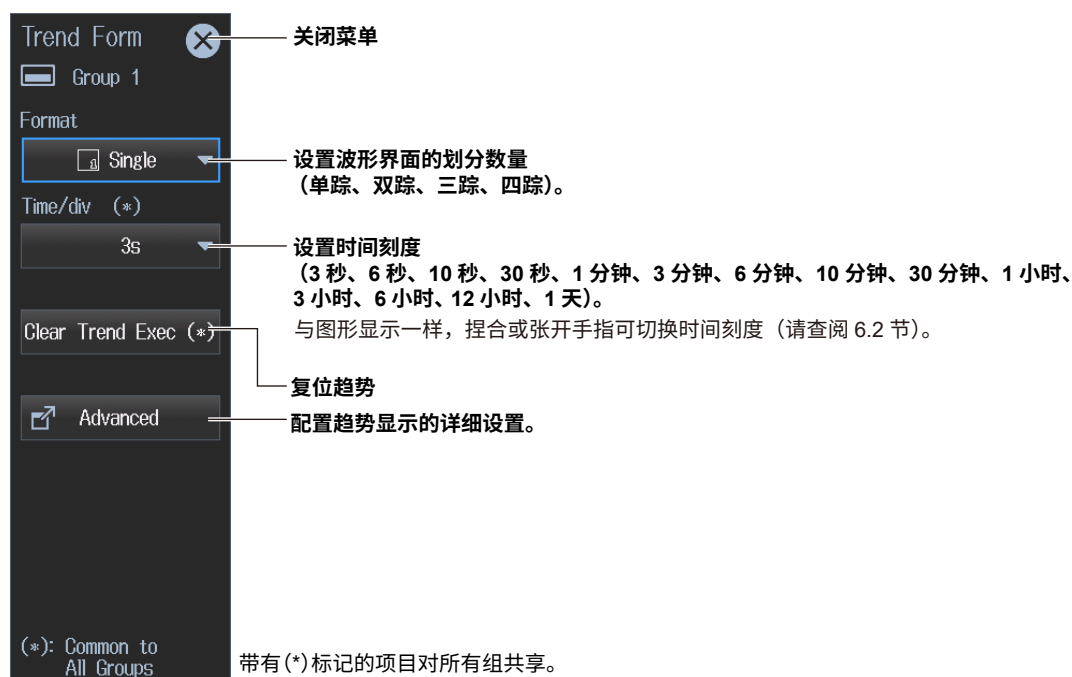 Trend Form
关闭菜单
Group 1
Format
Single
设置波形界面的划分数量
（单踪、双踪、三踪、四踪）。
Time/div (*)
3s
设置时间刻度
（3 秒、6 秒、10 秒、30 秒、1 分钟、3 分钟、6 分钟、10 分钟、30 分钟、1 小时、
3 小时、6 小时、12 小时、1 天）。
与图形显示一样，捏合或张开手指可切换时间刻度（请查阅 6.2 节）。
Clear Trend Exec (*)
复位趋势
Advanced
配置趋势显示的详细设置。
(*): Common to
All Groups
带有(*)标记的项目对所有组共享。